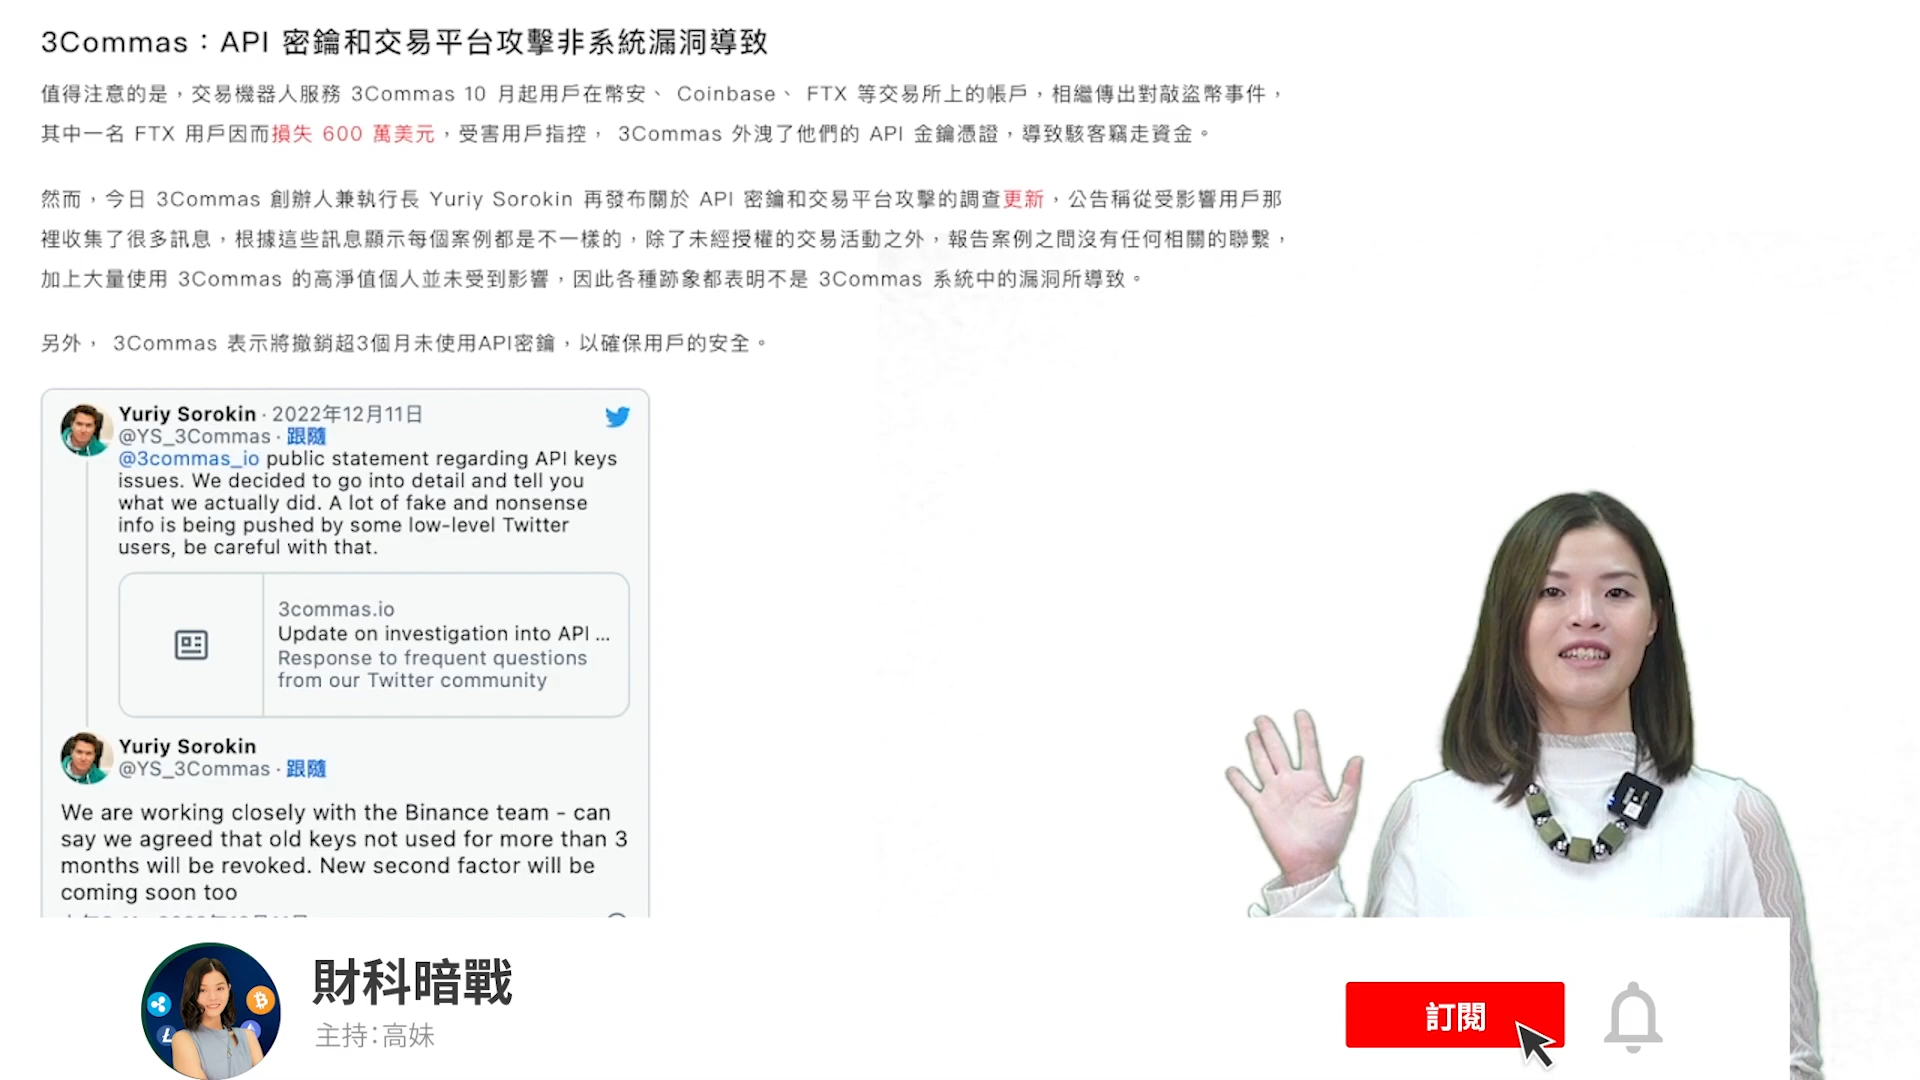 3Commas：API 密鑰和交易平台攻擊非系統漏洞導致
值得注意的是，交易機器人服務 3Commas 10 月起用戶在幣安、 Coinbase、 FTX 等交易所上的帳戶，相繼傳出對敲盜幣事件，
其中一名 FTX 用戶因而損失 600 萬美元，受害用戶指控， 3Commas 外洩了他們的 API 金鑰憑證，導致駭客竊走資金。
然而，今日 3Commas 創辦人兼執行長 Yuriy Sorokin 再發布關於 API 密鑰和交易平台攻擊的調查更新，公告稱從受影響用戶那
裡收集了很多訊息，根據這些訊息顯示每個案例都是不一樣的，除了未經授權的交易活動之外，報告案例之間沒有任何相關的聯繫，
加上大量使用 3Commas 的高淨值個人並未受到影響，因此各種跡象都表明不是 3Commas 系統中的漏洞所導致。
另外， 3Commas 表示將撤銷超3個月未使用API密鑰，以確保用戶的安全。
Yuriy Sorokin · 2022年12月11日
@YS_3Commas · 跟隨
@3commas_io public statement regarding API keys
issues. We decided to go into detail and tell you
what we actually did. A lot of fake and nonsense
info is being pushed by some low-level Twitter
users, be careful with that.
3commas.io
Update on investigation into API ...
Response to frequent questions
from our Twitter community
Yuriy Sorokin
@YS_3Commas · 跟隨
We are working closely with the Binance team - can
say we agreed that old keys not used for more than 3
months will be revoked. New second factor will be
coming soon too
財科暗戰
主持：高妹
訂閱